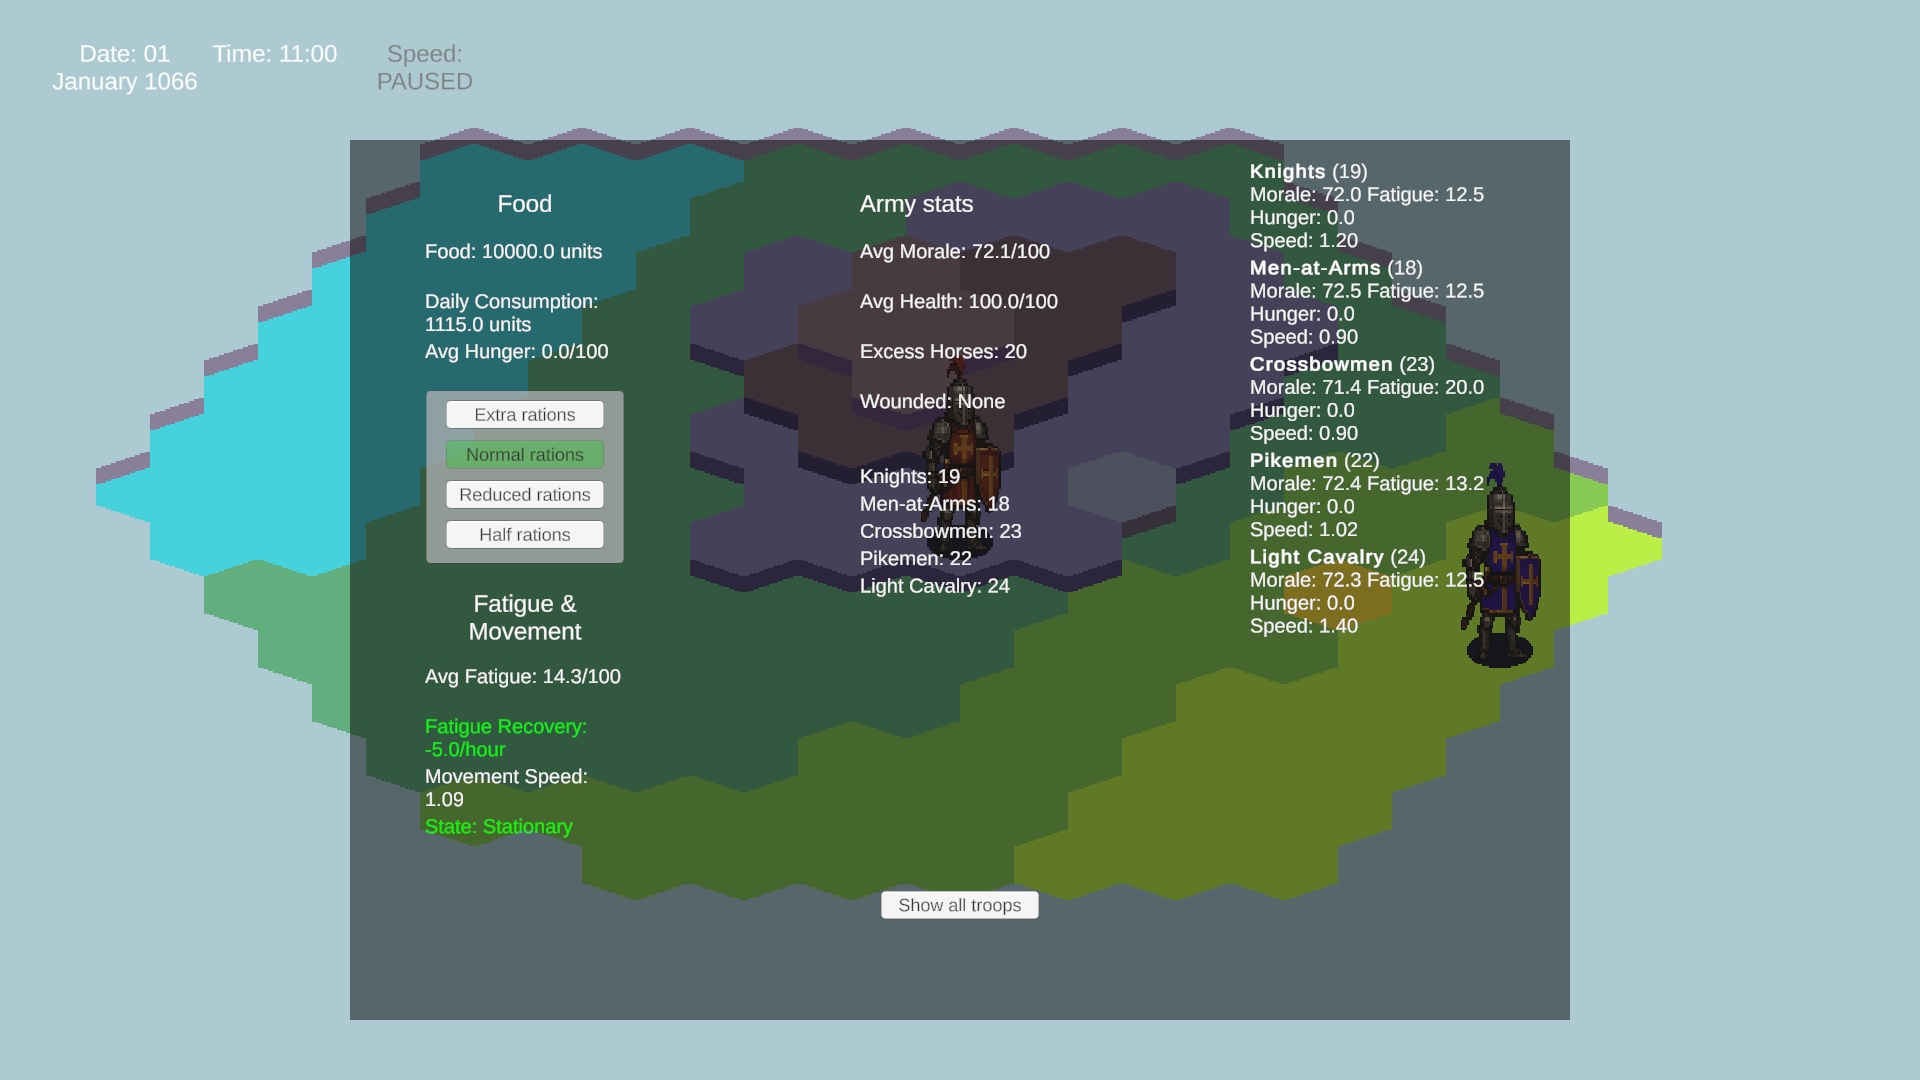 Date: 01
January 1066
Time: 11:00
Speed:
PAUSED
Food
Food: 10000.0 units
Daily Consumption:
1115.0 units
Avg Hunger: 0.0/100
Extra rations
Normal rations
Reduced rations
Half rations
Fatigue &
Movement
Avg Fatigue: 14.3/100
Fatigue Recovery:
-5.0/hour
Movement Speed:
1.09
State: Stationary
Army stats
Avg Morale: 72.1/100
Avg Health: 100.0/100
Excess Horses: 20
Wounded: None
Knights: 19
Men-at-Arms: 18
Crossbowmen: 23
Pikemen: 22
Light Cavalry: 24
Show all troops
Knights (19)
Morale: 72.0 Fatigue: 12.5
Hunger: 0.0
Speed: 1.20
Men-at-Arms (18)
Morale: 72.5 Fatigue: 12.5
Hunger: 0.0
Speed: 0.90
Crossbowmen (23)
Morale: 71.4 Fatigue: 20.0
Hunger: 0.0
Speed: 0.90
Pikemen (22)
Morale: 72.4 Fatigue: 13.2
Hunger: 0.0
Speed: 1.02
Light Cavalry (24)
Morale: 72.3 Fatigue: 12.5
Hunger: 0.0
Speed: 1.40